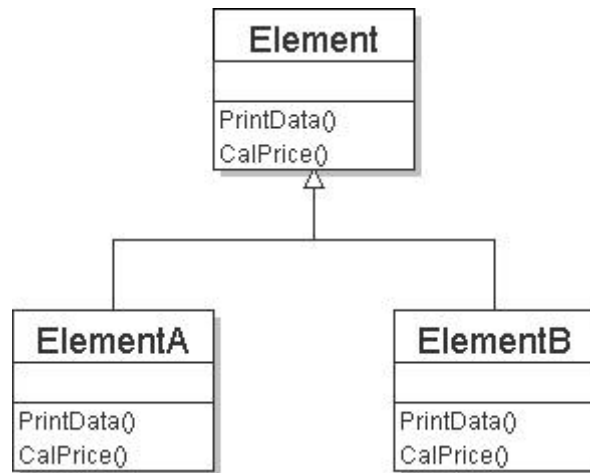 Element
PrintData()
CalPrice()
ElementA
PrintData()
CalPrice()
ElementB
PrintData()
CalPrice()